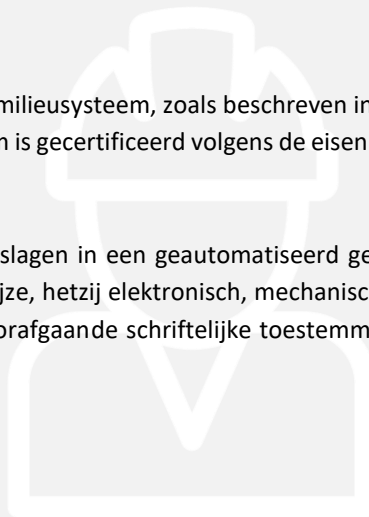 milieusysteem, zoals beschreven in
is gecertificeerd volgens de eisen
slagen in een geautomatiseerd ge
jze, hetzij elektronisch, mechanisc
orafgaande schriftelijke toestemm